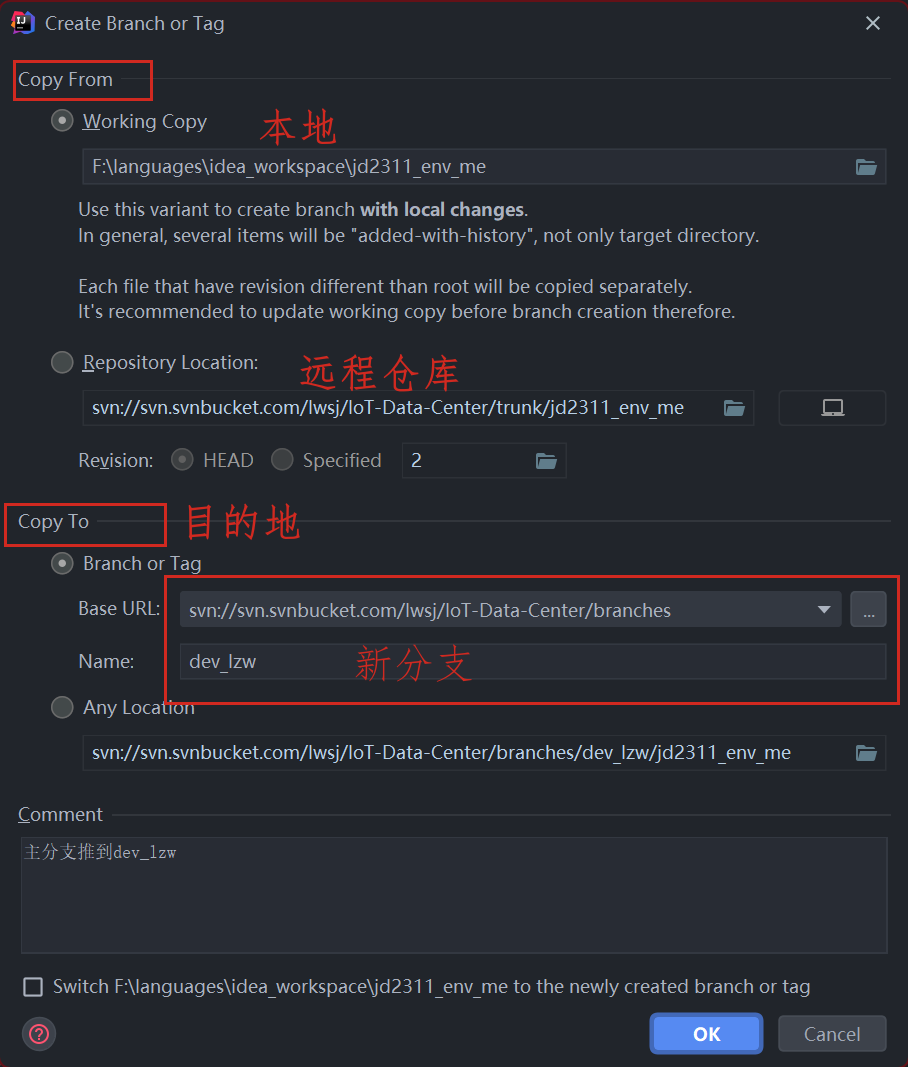 Create Branch or Tag
Copy From
Working Copy 本地
F:\languages\idea_workspace\jd2311_env_me
Use this variant to create branch with local changes.
In general, several items will be "added-with-history", not only target directory.
Each file that have revision different than root will be copied separately.
It's recommended to update working copy before branch creation therefore.
Repository Location: 远程仓库
svn://svn.svnbucket.com/lwsj/IoT-Data-Center/trunk/jd2311_env_me
Revision: HEAD Specified 2
Copy To 目的地
Branch or Tag
Base URL: svn://svn.svnbucket.com/lwsj/IoT-Data-Center/branches ...
Name: dev_lzw 新分支
Any Location
svn://svn.svnbucket.com/lwsj/IoT-Data-Center/branches/dev_lzw/jd2311_env_me
Comment
主分支推到dev_lzw
Switch F:\languages\idea_workspace\jd2311_env_me to the newly created branch or tag
? OK Cancel